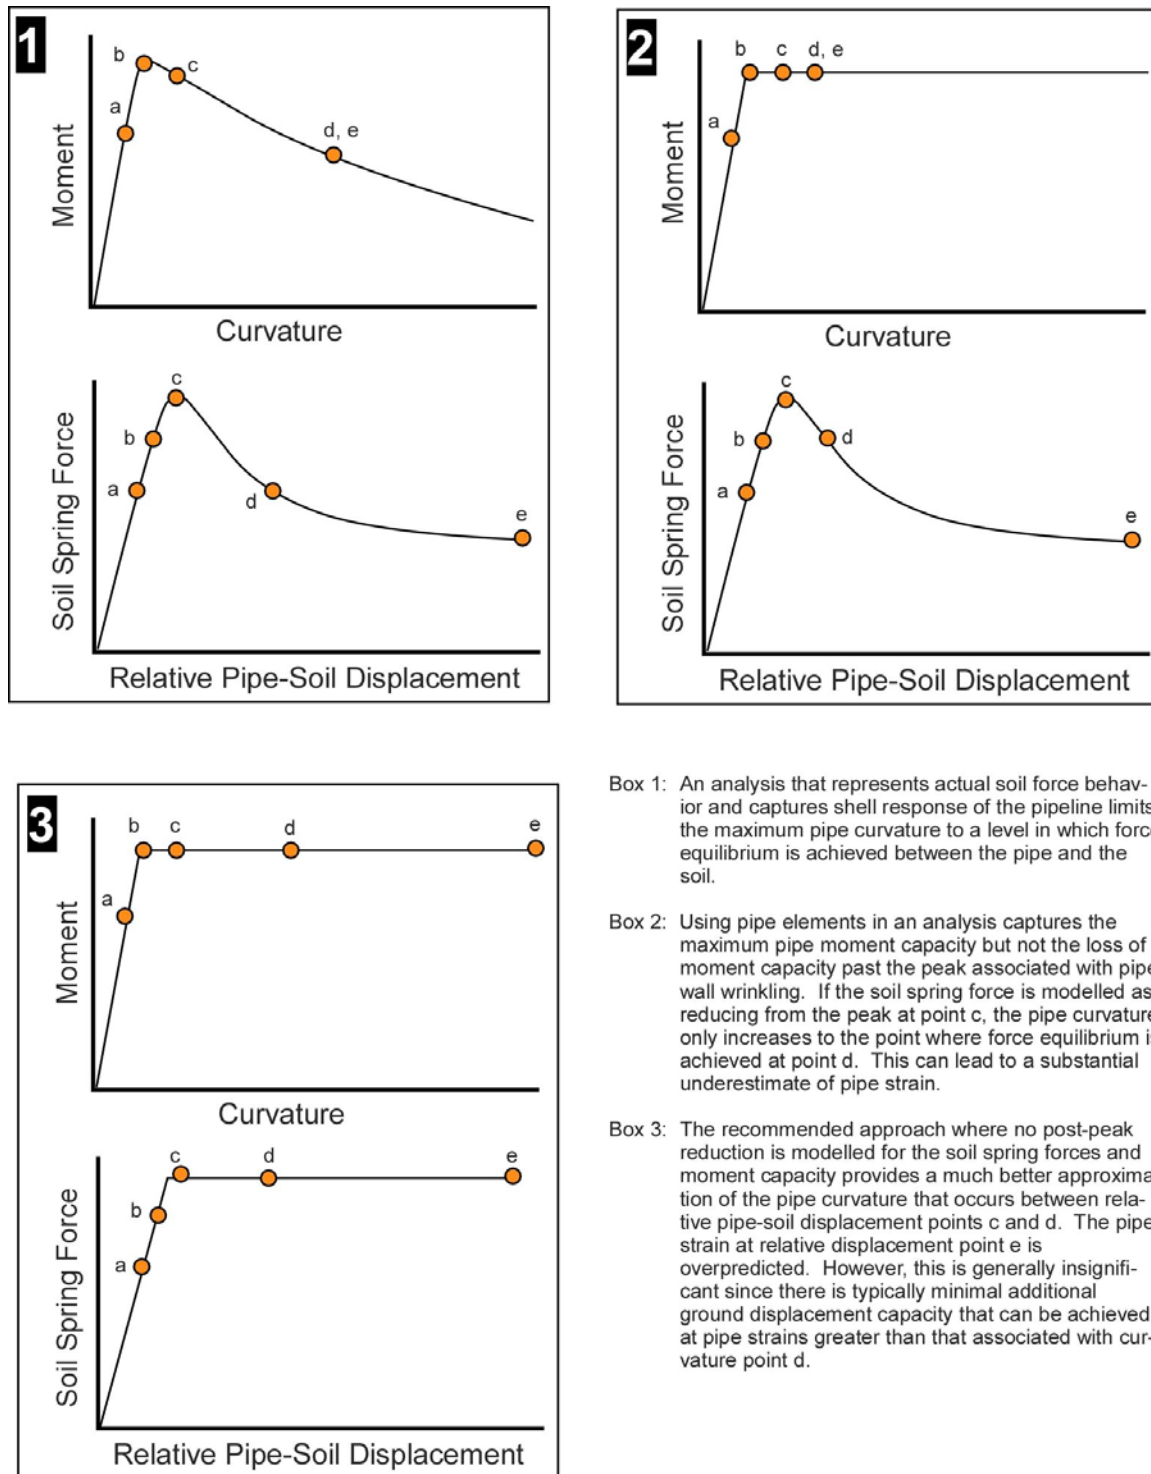 1
b
c
a
d, e
Moment
Curvature
c
b
a
d
e
Soil Spring Force
Relative Pipe-Soil Displacement
2
b c d, e
a
Moment
Curvature
c
b
d
a
e
Soil Spring Force
Relative Pipe-Soil Displacement
3
b c d e
a
Moment
Curvature
c d e
b
a
Soil Spring Force
Relative Pipe-Soil Displacement
Box 1: An analysis that represents actual soil force behav-
ior and captures shell response of the pipeline limits
the maximum pipe curvature to a level in which force
equilibrium is achieved between the pipe and the
soil.
Box 2: Using pipe elements in an analysis captures the
maximum pipe moment capacity but not the loss of
moment capacity past the peak associated with pipe
wall wrinkling. If the soil spring force is modelled as
reducing from the peak at point c, the pipe curvature
only increases to the point where force equilibrium is
achieved at point d. This can lead to a substantial
underestimate of pipe strain.
Box 3: The recommended approach where no post-peak
reduction is modelled for the soil spring forces and
moment capacity provides a much better approxima-
tion of the pipe curvature that occurs between rela-
tive pipe-soil displacement points c and d. The pipe
strain at relative displacement point e is
overpredicted. However, this is generally insignifi-
cant since there is typically minimal additional
ground displacement capacity that can be achieved
at pipe strains greater than that associated with cur-
vature point d.